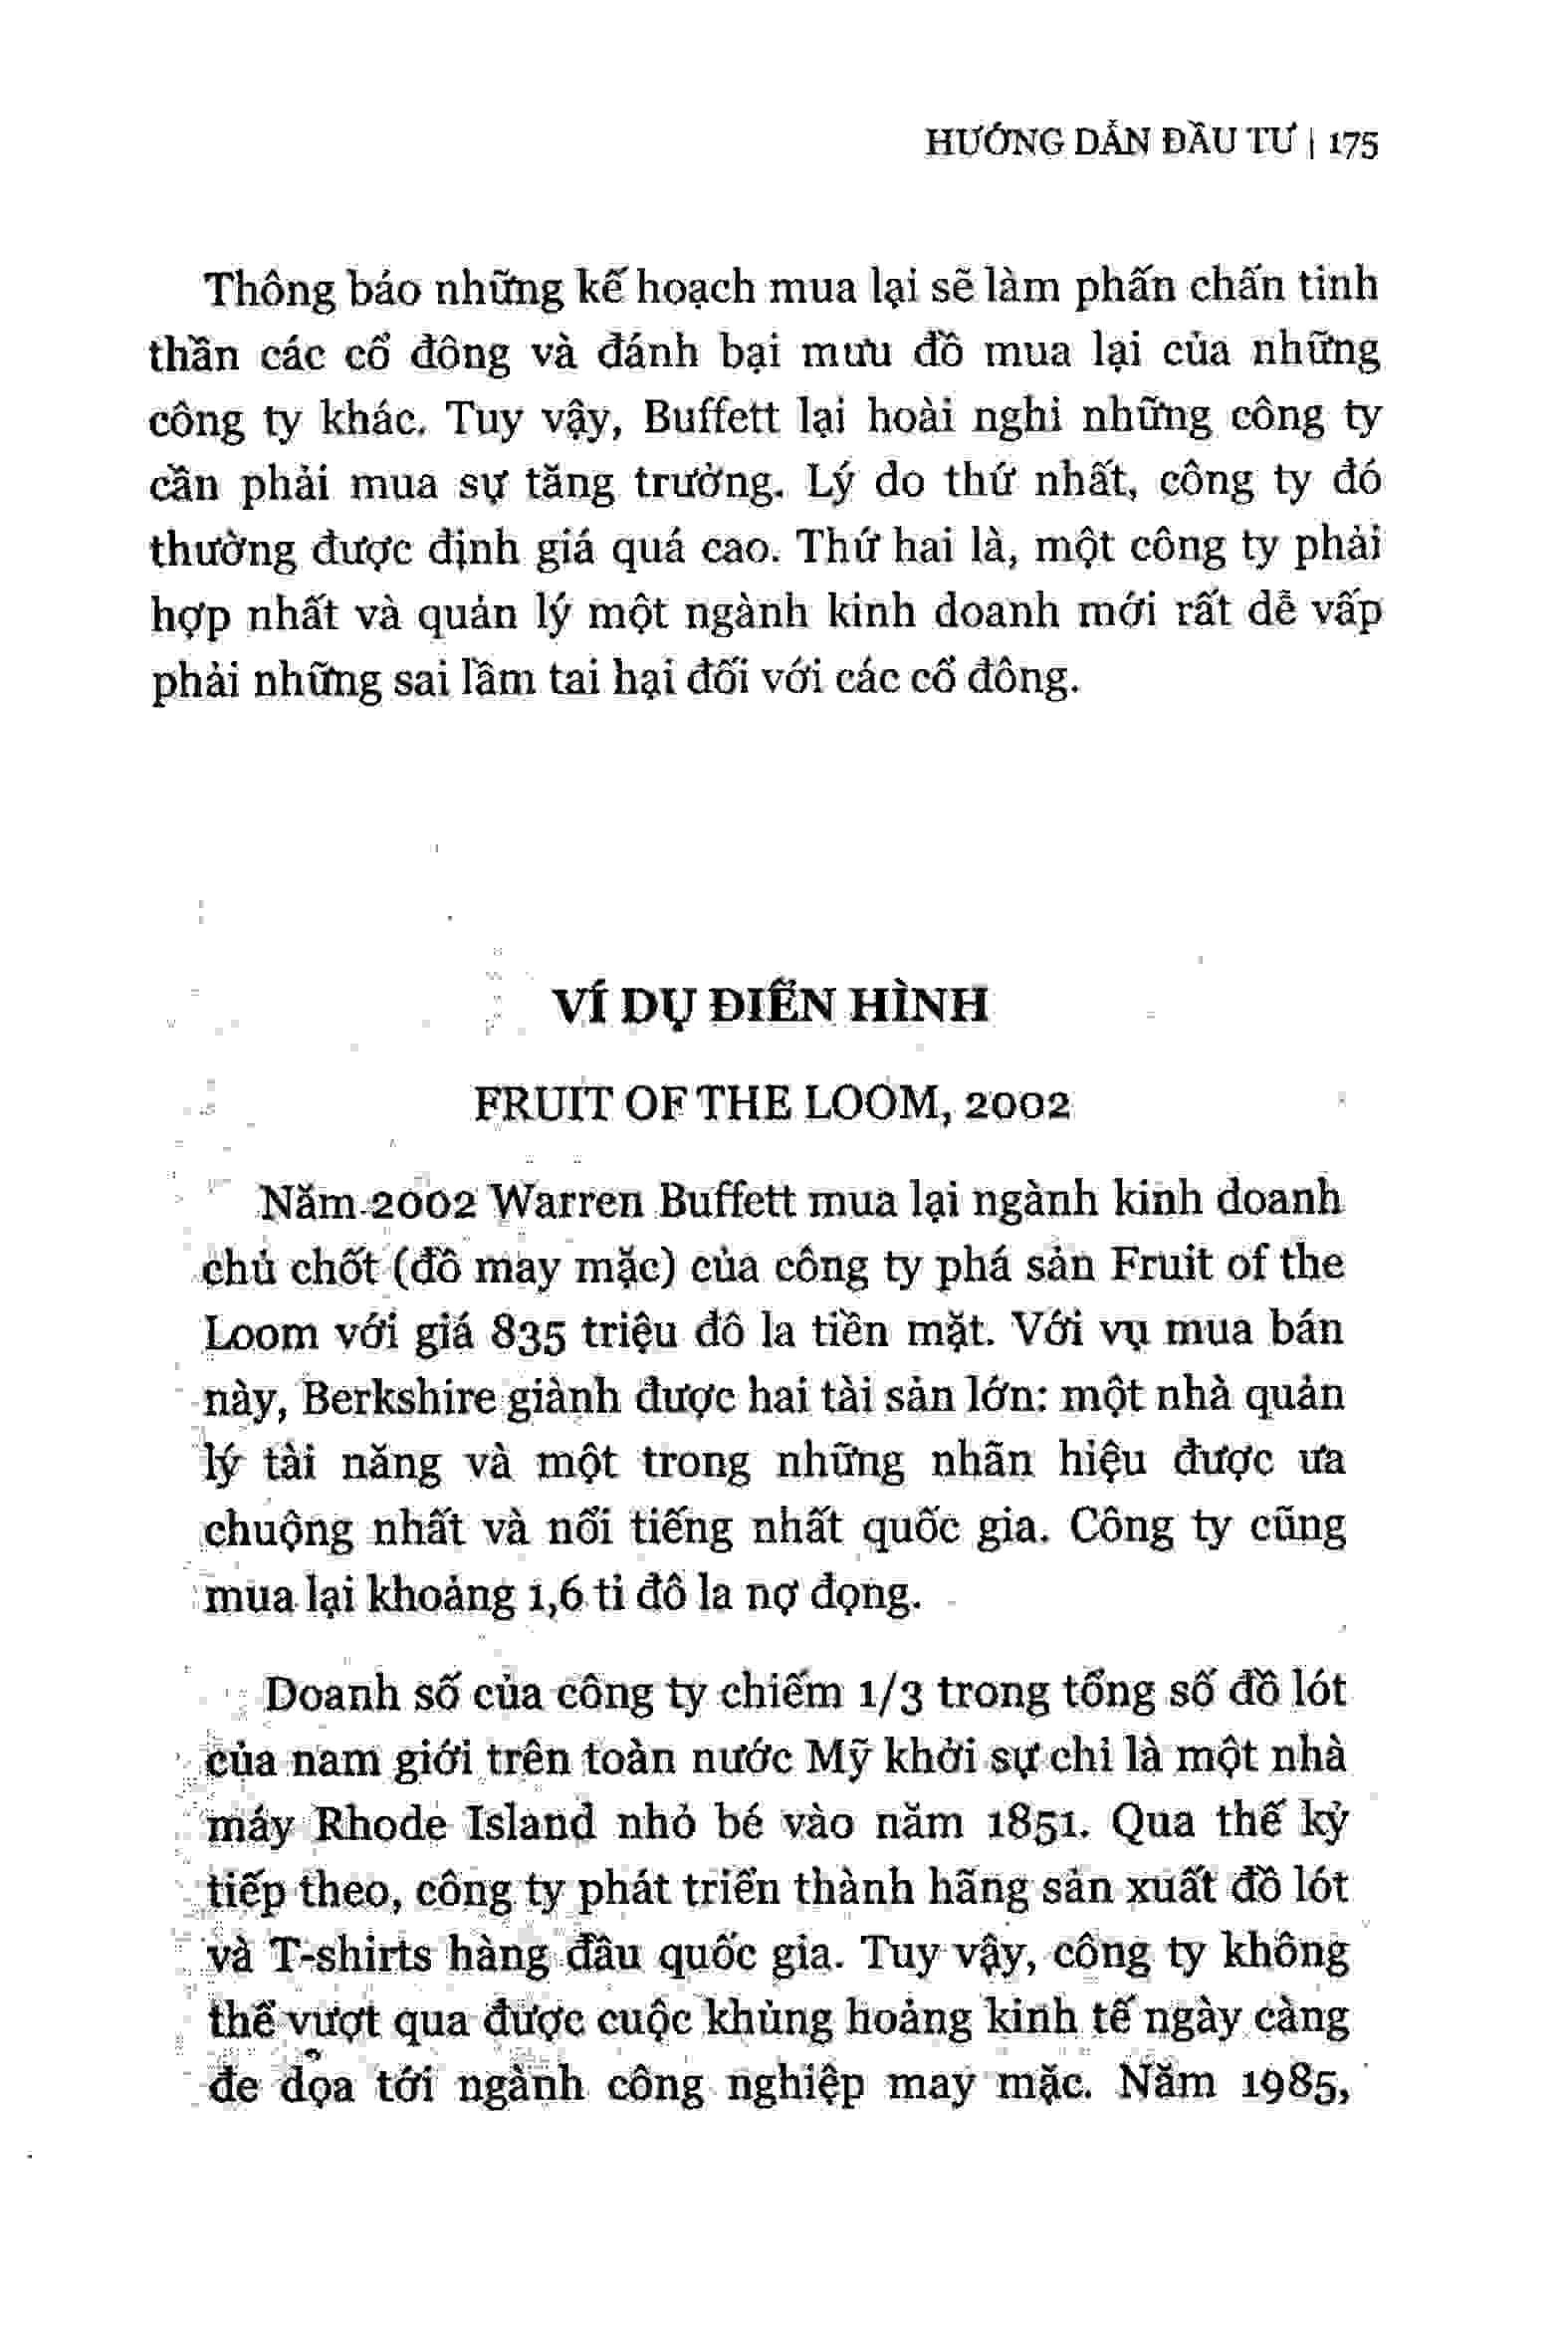 HƯỚNG DẪN ĐẦU TƯ | 175
Thông báo những kế hoạch mua lại sẽ làm phấn chấn tinh
thần các cổ đông và đánh bại mưu đồ mua lại của những
công ty khác. Tuy vậy, Buffett lại hoài nghi những công ty
cần phải mua sự tăng trưởng. Lý do thứ nhất, công ty đó
thường được định giá quá cao. Thứ hai là, một công ty phải
hợp nhất và quản lý một ngành kinh doanh mới rất dễ vấp
phải những sai lầm tai hại đối với các cổ đông.
VÍ DỤ ĐIỂN HÌNH
FRUIT OF THE LOOM, 2002
Năm 2002 Warren Buffett mua lại ngành kinh doanh
chủ chốt (đồ may mặc) của công ty phá sản Fruit of the
Loom với giá 835 triệu đô la tiền mặt. Với vụ mua bán
này, Berkshire giành được hai tài sản lớn: một nhà quản
lý tài năng và một trong những nhãn hiệu được ưa
chuộng nhất và nổi tiếng nhất quốc gia. Công ty cũng
mua lại khoảng 1,6 tỉ đô la nợ đọng.
Doanh số của công ty chiếm 1/3 trong tổng số đồ lót
của nam giới trên toàn nước Mỹ khởi sự chỉ là một nhà
máy Rhode Island nhỏ bé vào năm 1851. Qua thế kỷ
tiếp theo, công ty phát triển thành hãng sản xuất đồ lót
và T-shirts hàng đầu quốc gia. Tuy vậy, công ty không
thể vượt qua được cuộc khủng hoảng kinh tế ngày càng
đe dọa tới ngành công nghiệp may mặc. Năm 1985,